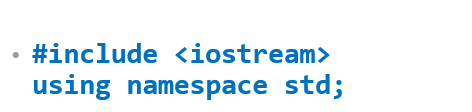 • #include <iostream>
using namespace std;